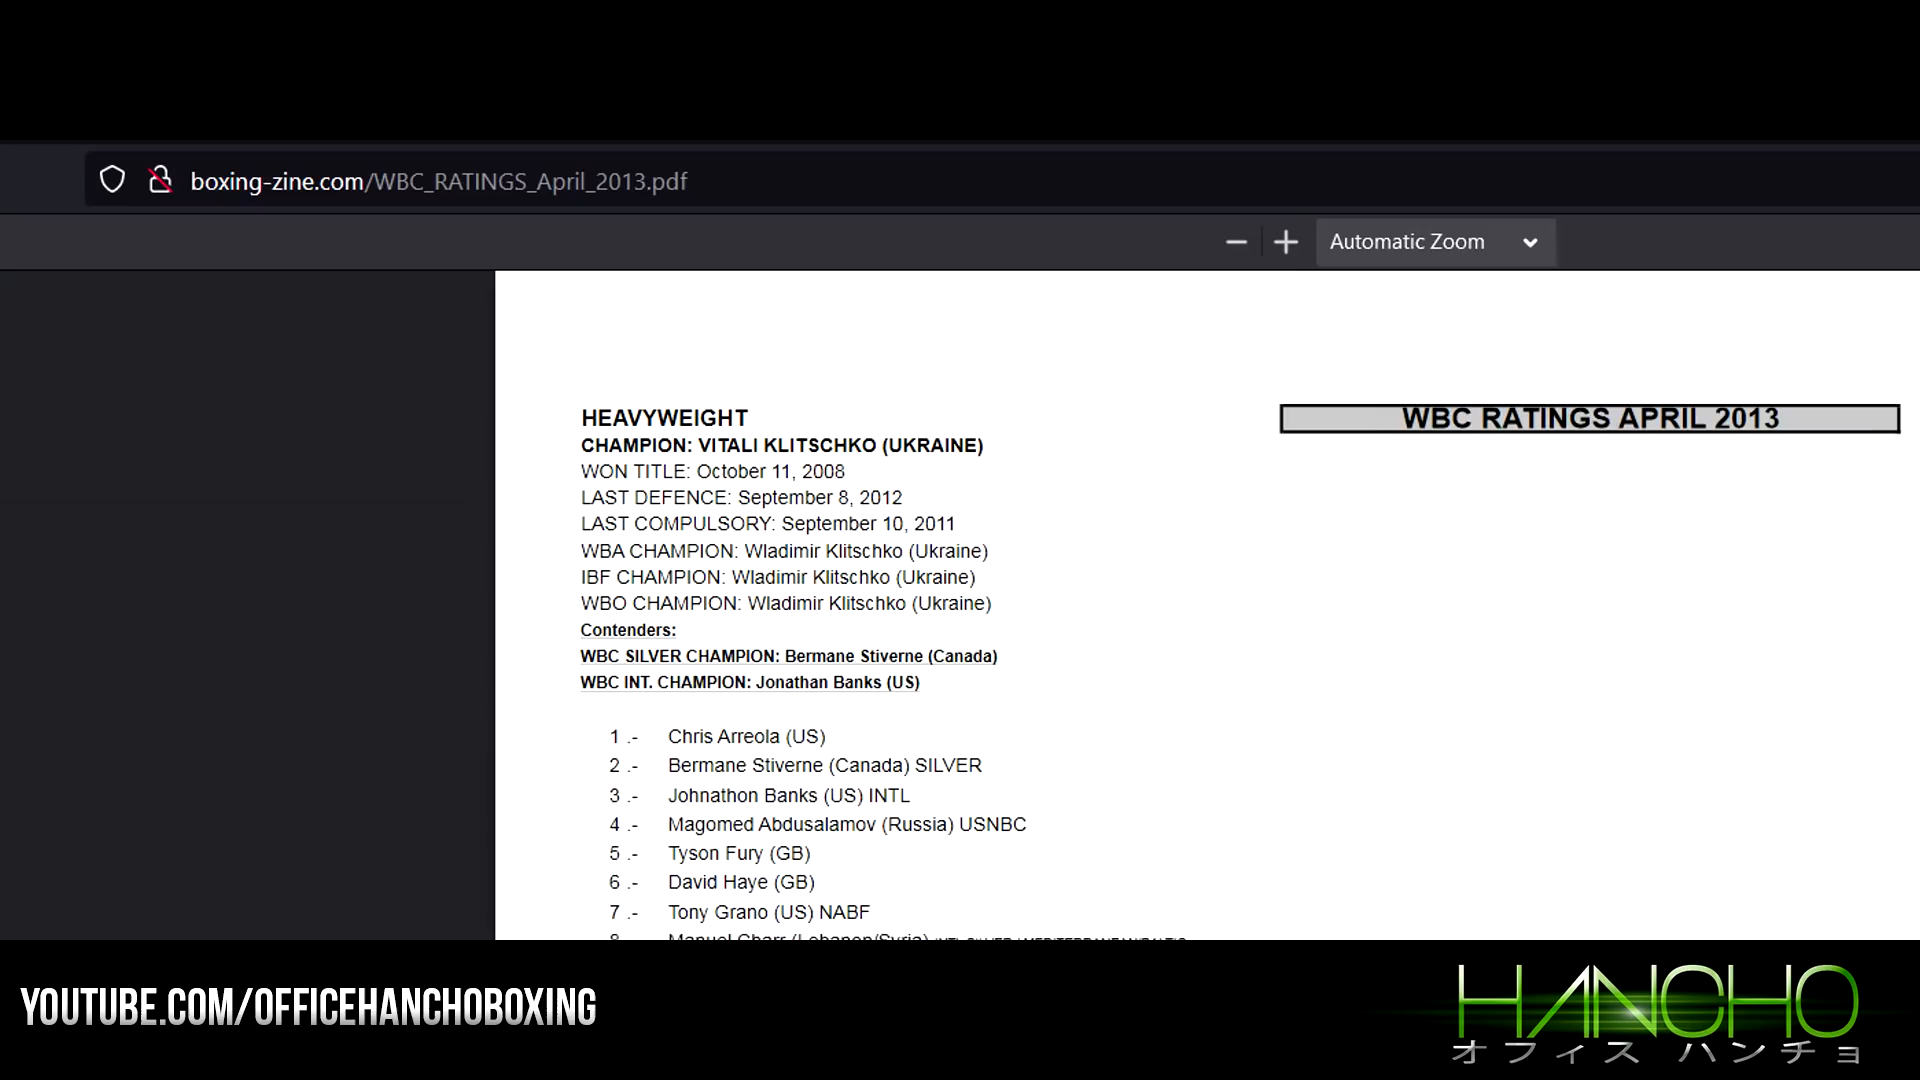 boxing-zine.com/WBC_RATINGS_April_2013.pdf
Automatic Zoom
HEAVYWEIGHT
WBC RATINGS APRIL 2013
CHAMPION: VITALI KLITSCHKO (UKRAINE)
WON TITLE: October 11, 2008
LAST DEFENCE: September 8, 2012
LAST COMPULSORY: September 10, 2011
WBA CHAMPION: Wladimir Klitschko (Ukraine)
IBF CHAMPION: Wladimir Klitschko (Ukraine)
WBO CHAMPION: Wladimir Klitschko (Ukraine)
Contenders:
WBC SILVER CHAMPION: Bermane Stiverne (Canada)
WBC INT. CHAMPION: Jonathan Banks (US)
1 .- Chris Arreola (US)
2 .- Bermane Stiverne (Canada) SILVER
3 .- Johnathon Banks (US) INTL
4 .- Magomed Abdusalamov (Russia) USNBC
5 .- Tyson Fury (GB)
6 .- David Haye (GB)
7 .- Tony Grano (US) NABF
8 .- Manuel Charr (Lebanon/Syria)
YOUTUBE.COM/OFFICEHANCHOBOXING
HANCHO
オフィス ハンチョ